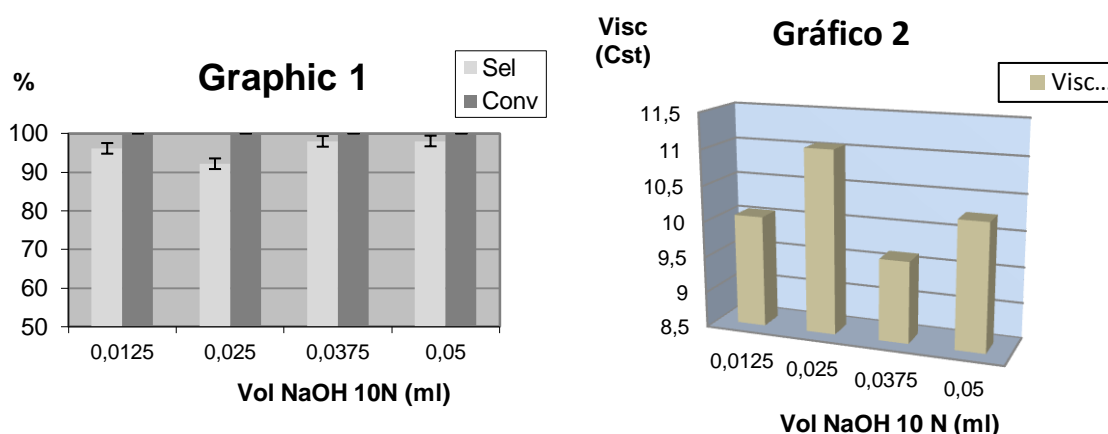 %
Graphic 1
Sel
Conv
100
90
80
70
60
50
0,0125 0,025 0,0375 0,05
Vol NaOH 10N (ml)
Visc
(Cst)
Gráfico 2
Visc...
11,5
11
10,5
10
9,5
9
8,5
0,0125 0,025 0,0375 0,05
Vol NaOH 10 N (ml)